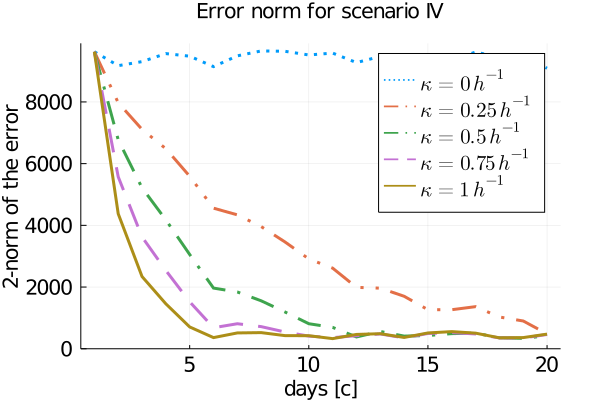 Error norm for scenario IV
2-norm of the error
8000
6000
4000
2000
0
κ = 0 h⁻¹
κ = 0.25 h⁻¹
κ = 0.5 h⁻¹
κ = 0.75 h⁻¹
κ = 1 h⁻¹
5
10
15
20
days [c]